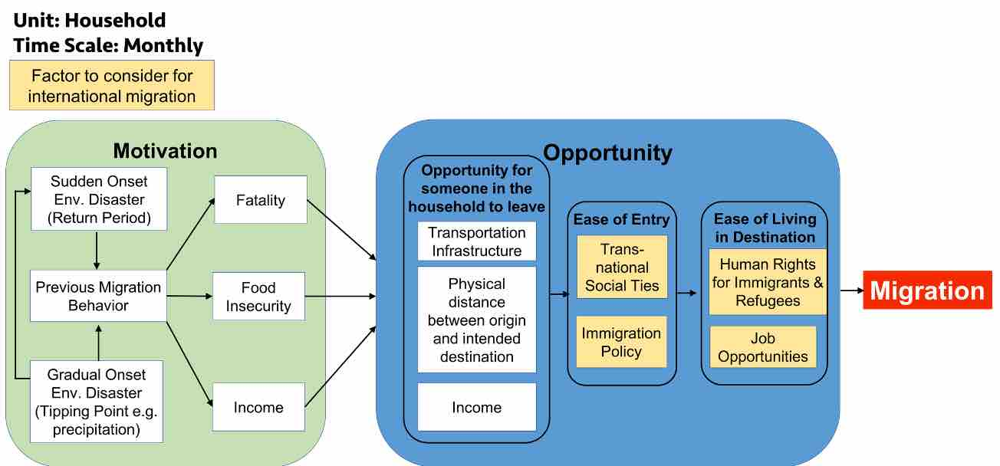 Unit: Household
Time Scale: Monthly
Factor to consider for
international migration
Motivation
Sudden Onset
Env. Disaster
(Return Period)
Previous Migration
Behavior
Gradual Onset
Env. Disaster
(Tipping Point e.g.
precipitation)
Fatality
Food
Insecurity
Income
Opportunity
Opportunity for
someone in the
household to leave
Transportation
Infrastructure
Physical
distance
between origin
and intended
destination
Income
Ease of Entry
Trans-
national
Social Ties
Immigration
Policy
Ease of Living
in Destination
Human Rights
for Immigrants &
Refugees
Job
Opportunities
Migration